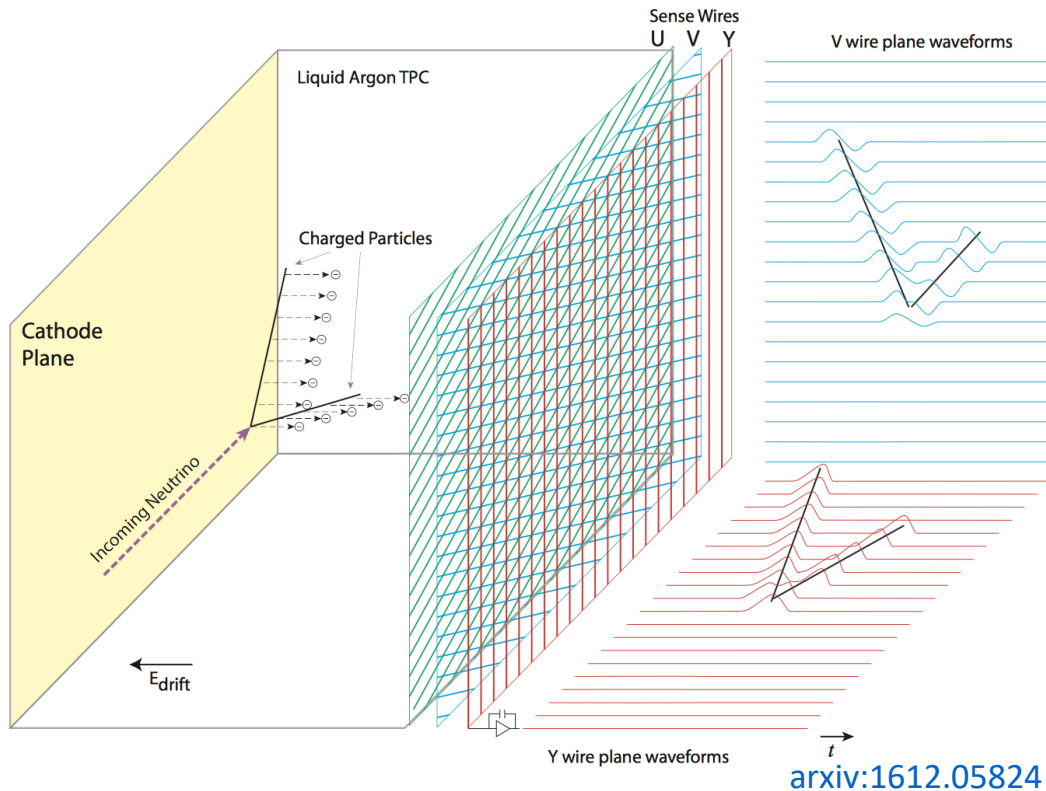 Sense Wires
U V Y
V wire plane waveforms
Liquid Argon TPC
Charged Particles
Cathode
Plane
Incoming Neutrino
Edrift
t
Y wire plane waveforms
arxiv:1612.05824